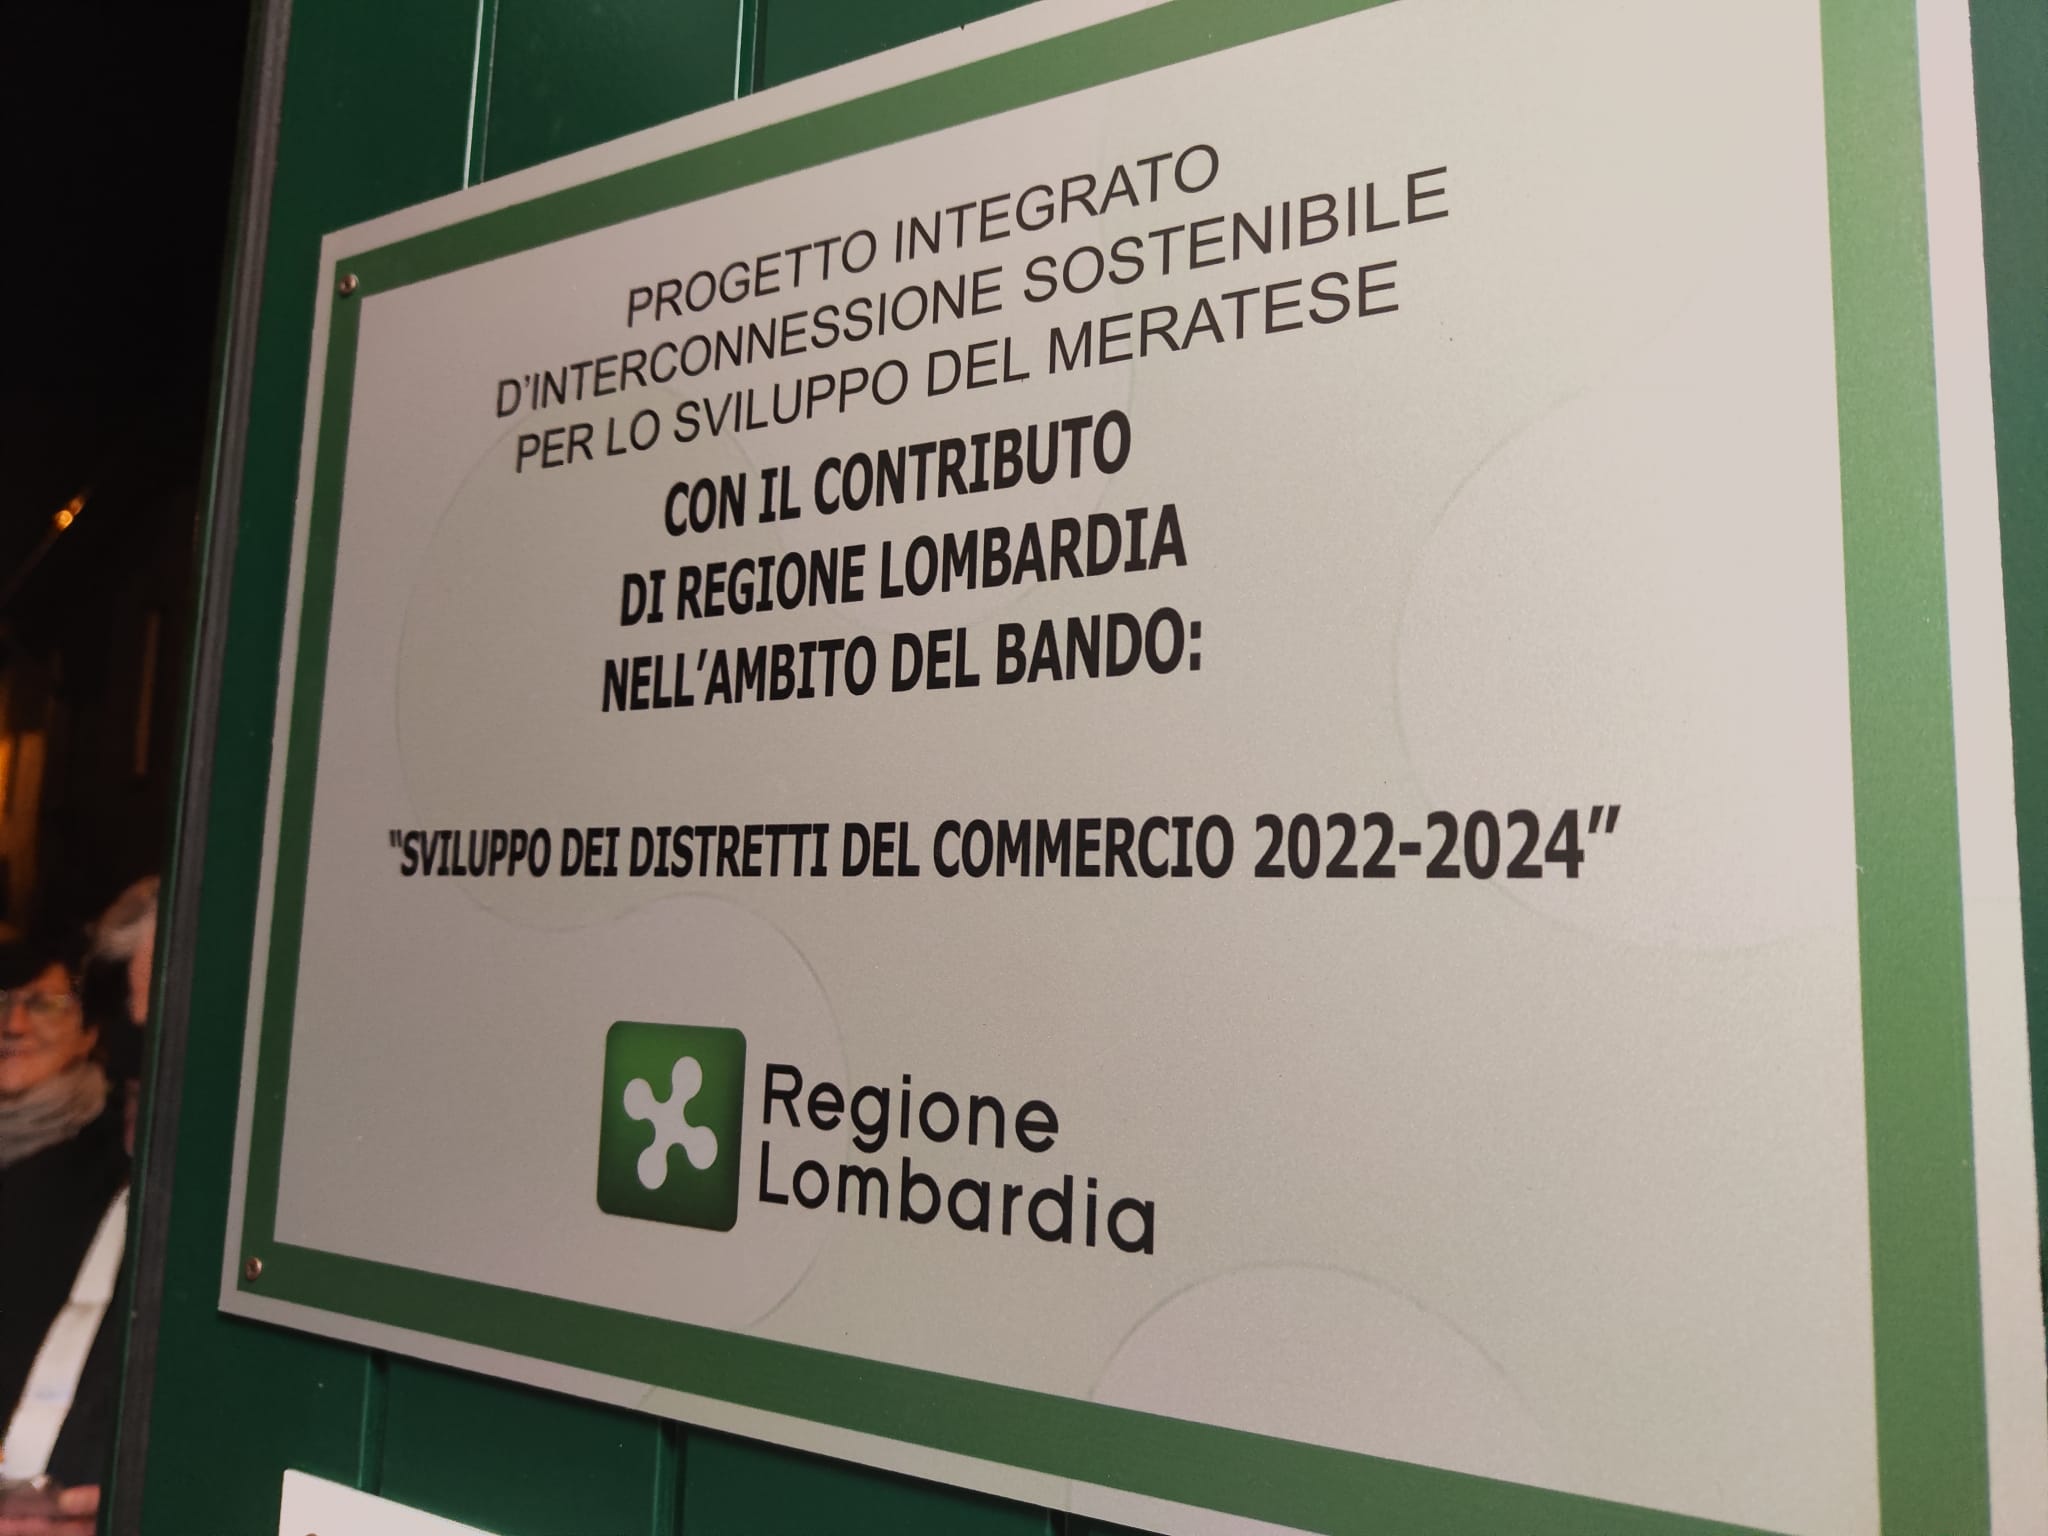 PROGETTO INTEGRATO
D'INTERCONNESSIONE SOSTENIBILE
PER LO SVILUPPO DEL MERATESE
CON IL CONTRIBUTO
DI REGIONE LOMBARDIA
NELL'AMBITO DEL BANDO:
"SVILUPPO DEI DISTRETTI DEL COMMERCIO 2022-2024"
Regione
Lombardia